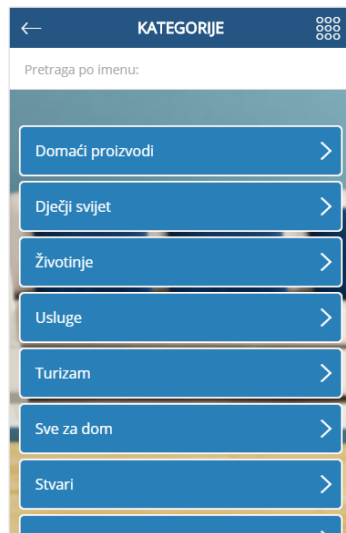 KATEGORIJE
Pretraga po imenu:
Domaći proizvodi
Dječji svijet
Životinje
Usluge
Turizam
Sve za dom
Stvari